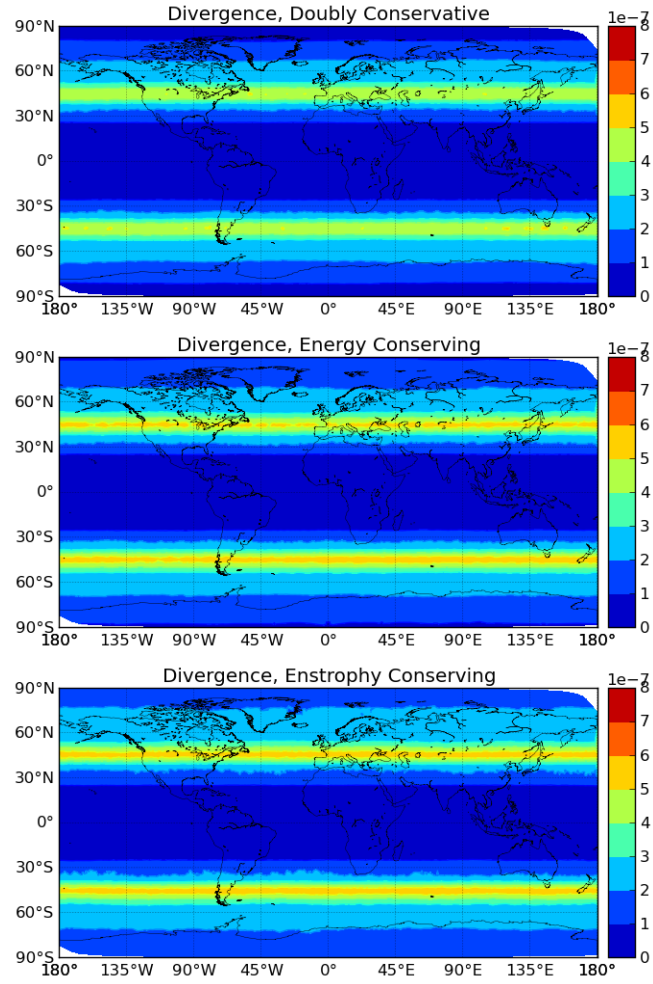 Divergence, Doubly Conservative
1e−7
90°N
60°N
30°N
0°
30°S
60°S
90°S
180°
135°W
90°W
45°W
0°
45°E
90°E
135°E
180°
8
7
6
5
4
3
2
1
0
Divergence, Energy Conserving
1e−7
90°N
60°N
30°N
0°
30°S
60°S
90°S
180°
135°W
90°W
45°W
0°
45°E
90°E
135°E
180°
8
7
6
5
4
3
2
1
0
Divergence, Enstrophy Conserving
1e−7
90°N
60°N
30°N
0°
30°S
60°S
90°S
180°
135°W
90°W
45°W
0°
45°E
90°E
135°E
180°
8
7
6
5
4
3
2
1
0